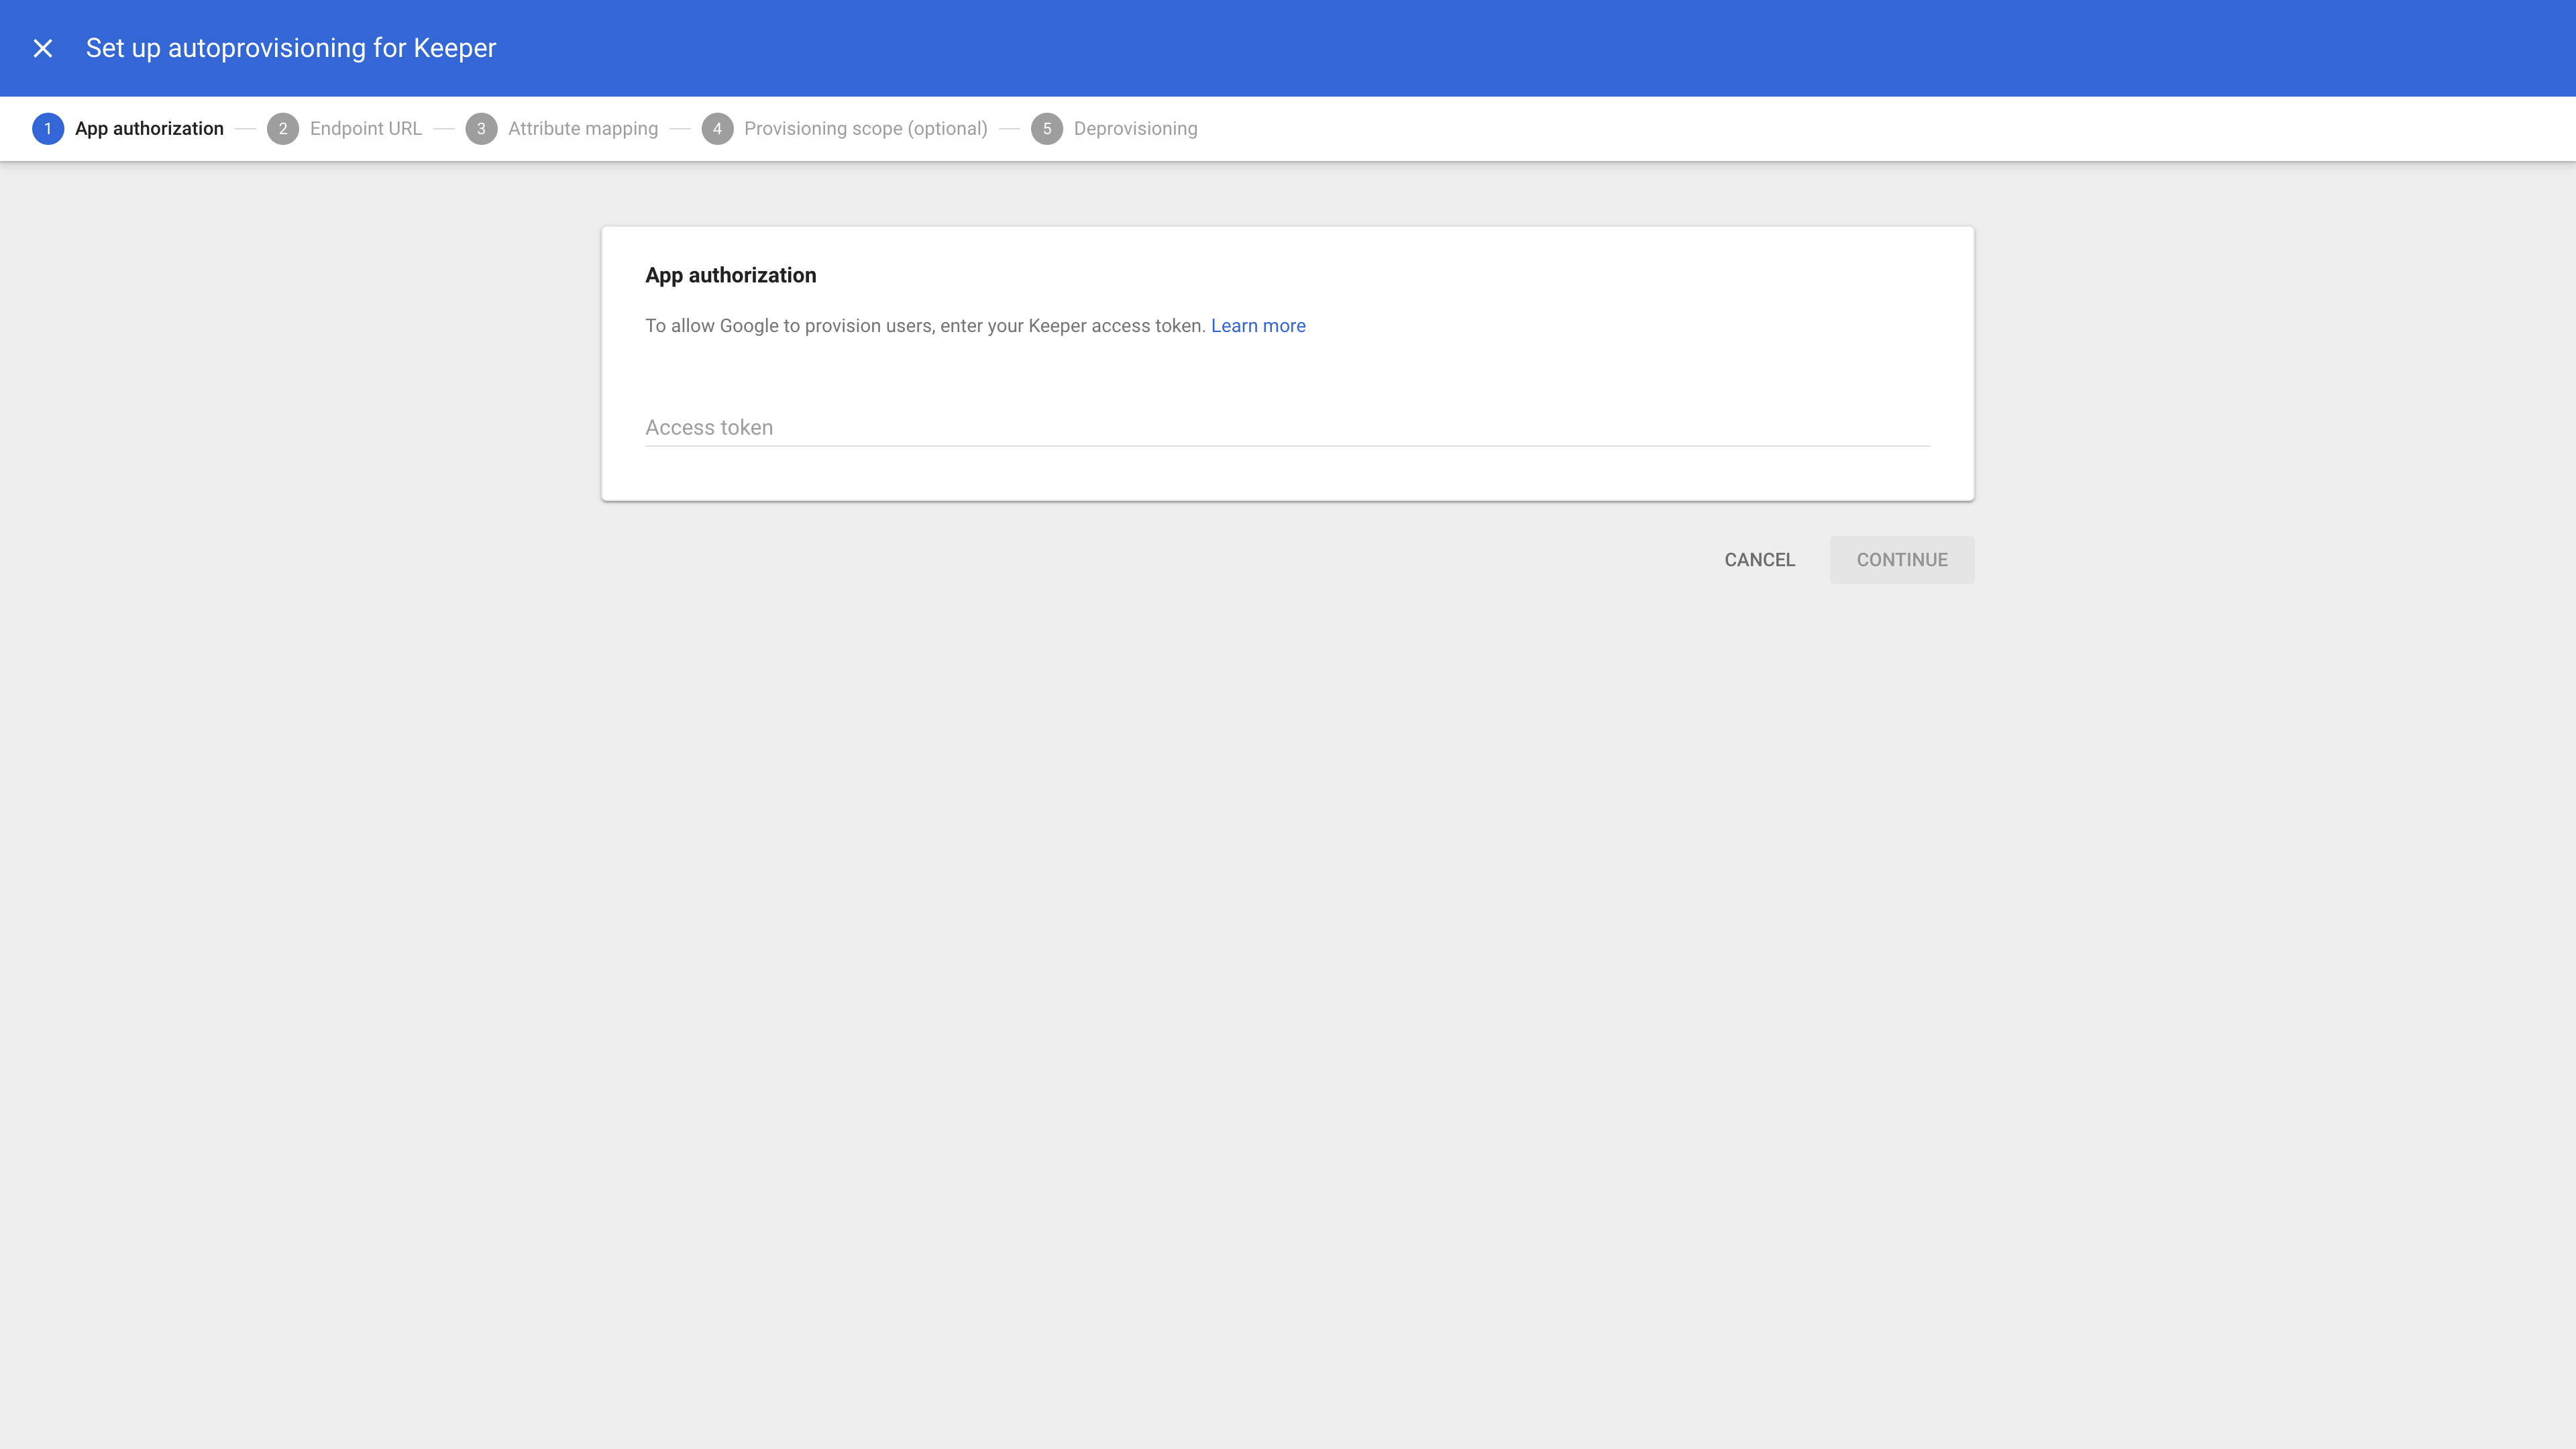 Set up autoprovisioning for Keeper
1 App authorization 2 Endpoint URL 3 Attribute mapping 4 Provisioning scope (optional) 5 Deprovisioning
App authorization
To allow Google to provision users, enter your Keeper access token. Learn more
Access token
CANCEL CONTINUE